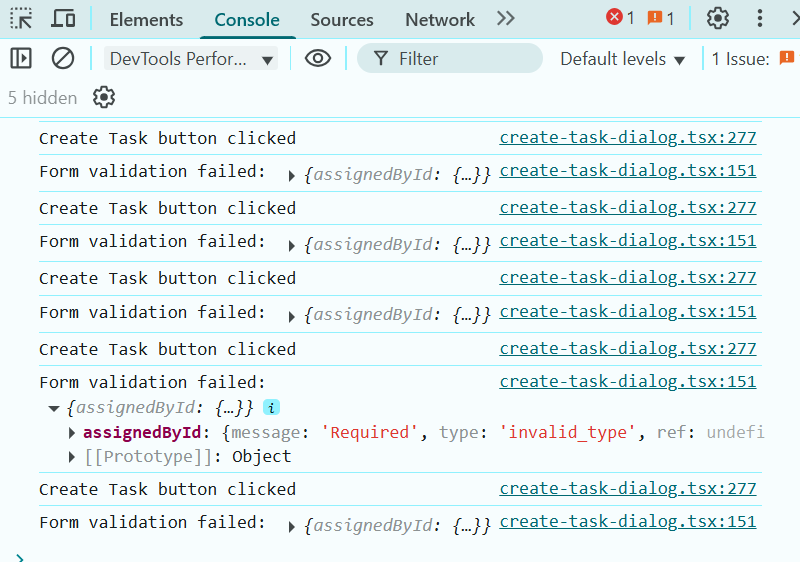 Elements Console Sources Network 1 1
DevTools Perfor... Filter Default levels 1 Issue:
5 hidden
Create Task button clicked create-task-dialog.tsx:277
Form validation failed: {assignedById: {…}} create-task-dialog.tsx:151
Create Task button clicked create-task-dialog.tsx:277
Form validation failed: {assignedById: {…}} create-task-dialog.tsx:151
Create Task button clicked create-task-dialog.tsx:277
Form validation failed: {assignedById: {…}} create-task-dialog.tsx:151
Create Task button clicked create-task-dialog.tsx:277
Form validation failed: create-task-dialog.tsx:151
{assignedById: {…}} i
assignedById: {message: 'Required', type: 'invalid_type', ref: undefi
[[Prototype]]: Object
Create Task button clicked create-task-dialog.tsx:277
Form validation failed: {assignedById: {…}} create-task-dialog.tsx:151